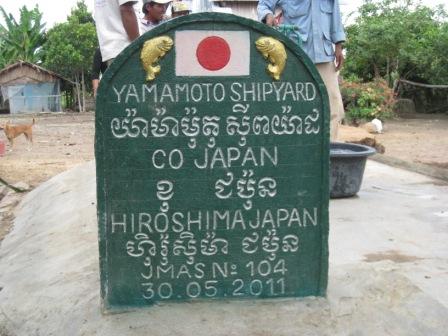 YAMAMOTO SHIPYARD
យ៉ាម៉ាម៉ុតុ ស៊ីពយ៉ាដ
CO JAPAN
ខុ ជប៉ុន
HIROSHIMA JAPAN
ហ៊ិរ៉ូស៊ិម៉ា ជប៉ុន
JMAS No 104
30.05.2011